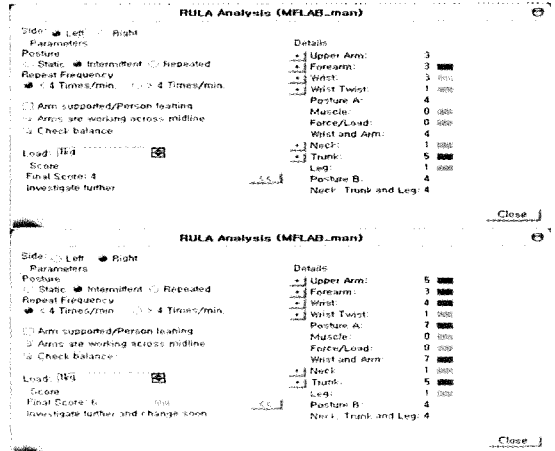 RULA Analysis (MFLAB_man)
Side: Left Right
Parameters
Posture
Static Intermittent Repeated
Repeat Frequency
< 4 Times/min. > 4 Times/min.
Arm supported/Person leaning
Arms are working across midline
Check balance
Load: 1kg
Score
Final Score: 4
Investigate further
<<
Details
+ Upper Arm: 3
+ Forearm: 3
+ Wrist: 3
+ Wrist Twist: 1
Posture A: 4
Muscle: 0
Force/Load: 0
Wrist and Arm: 4
+ Neck: 1
+ Trunk: 5
Leg: 1
Posture B: 4
Neck, Trunk and Leg: 4
Close
RULA Analysis (MFLAB_man)
Side: Left Right
Parameters
Posture
Static Intermittent Repeated
Repeat Frequency
< 4 Times/min. > 4 Times/min.
Arm supported/Person leaning
Arms are working across midline
Check balance
Load: 1kg
Score
Final Score: 6
Investigate further and change soon
<<
Details
+ Upper Arm: 5
+ Forearm: 3
+ Wrist: 4
+ Wrist Twist: 1
Posture A: 7
Muscle: 0
Force/Load: 0
Wrist and Arm: 7
+ Neck: 1
+ Trunk: 5
Leg: 1
Posture B: 4
Neck, Trunk and Leg: 4
Close